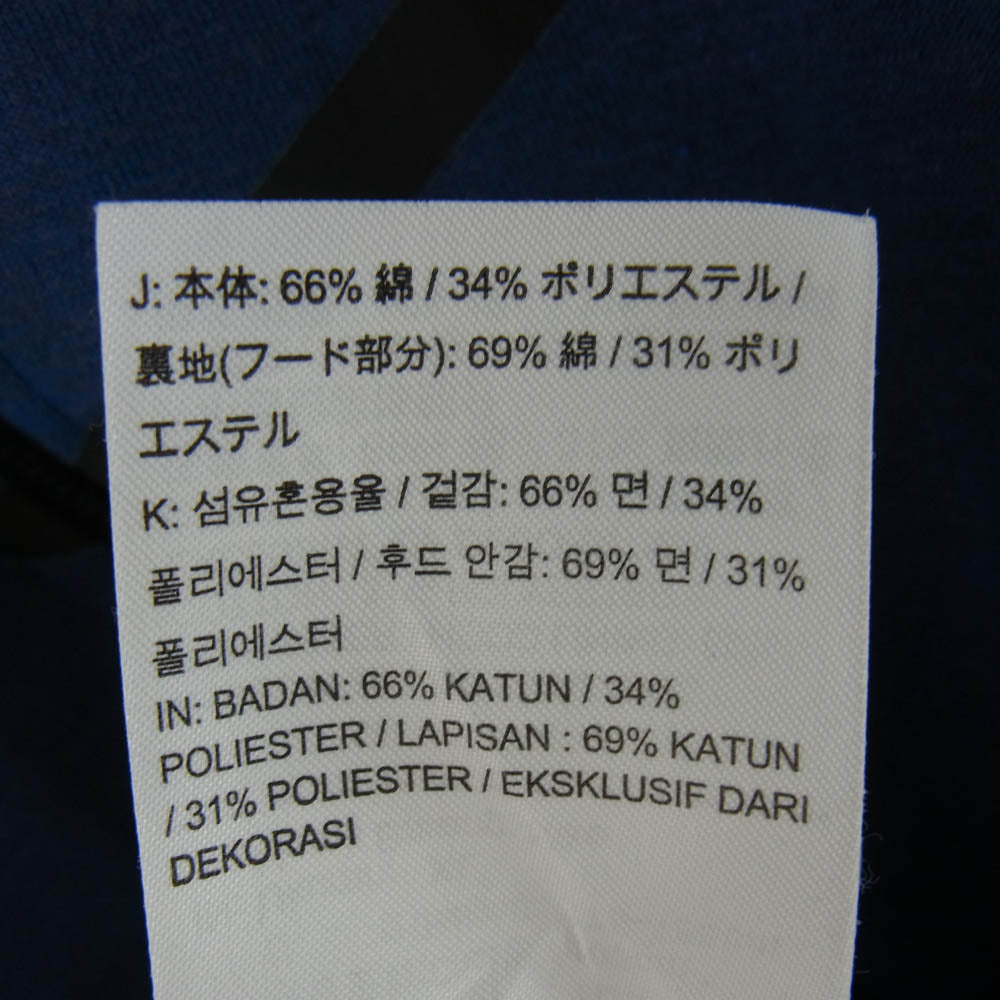 J: 本体: 66% 綿 / 34% ポリエステル /
裏地(フード部分): 69% 綿 / 31% ポリ
エステル
K: 섬유혼용율 / 겉감: 66% 면 / 34%
폴리에스터 / 후드 안감: 69% 면 / 31%
폴리에스터
IN: BADAN: 66% KATUN / 34%
POLIESTER / LAPISAN : 69% KATUN
/ 31% POLIESTER / EKSKLUSIF DARI
DEKORASI